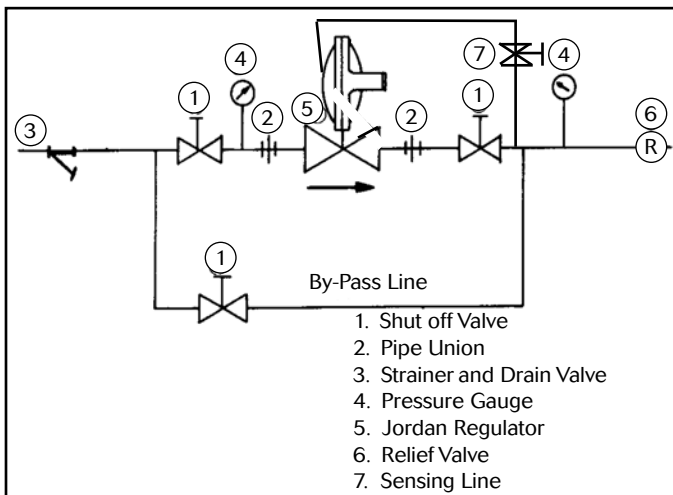 7 4
4 1
1 6
5
3 2 2
R
1
By-Pass Line
1. Shut off Valve
2. Pipe Union
3. Strainer and Drain Valve
4. Pressure Gauge
5. Jordan Regulator
6. Relief Valve
7. Sensing Line